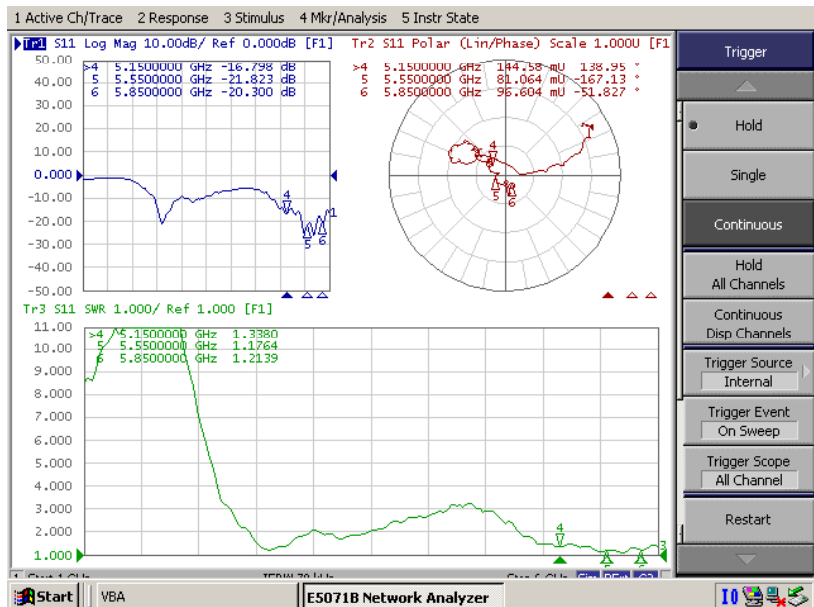 1 Active Ch/Trace 2 Response 3 Stimulus 4 Mkr/Analysis 5 Instr State
Tr1 S11 Log Mag 10.00dB/ Ref 0.000dB [F1]
50.00
40.00
30.00
20.00
10.00
0.000
-10.00
-20.00
-30.00
-40.00
-50.00
>4 5.1500000 GHz -16.798 dB
5 5.5500000 GHz -21.823 dB
6 5.8500000 GHz -20.300 dB
4
5
6
1
Tr2 S11 Polar (Lin/Phase) Scale 1.000U [F1
>4 5.1500000 GHz 144.58 mU 138.95 °
5 5.5500000 GHz 81.064 mU -167.13 °
6 5.8500000 GHz 96.604 mU -51.827 °
4
5
6
Tr3 S11 SWR 1.000/ Ref 1.000 [F1]
11.00
10.00
9.000
8.000
7.000
6.000
5.000
4.000
3.000
2.000
1.000
>4 5.1500000 GHz 1.3380
5 5.5500000 GHz 1.1764
6 5.8500000 GHz 1.2139
4
3
Trigger
Hold
Single
Continuous
Hold
All Channels
Continuous
Disp Channels
Trigger Source
Internal
Trigger Event
On Sweep
Trigger Scope
All Channel
Restart
Start
VBA
E5071B Network Analyzer